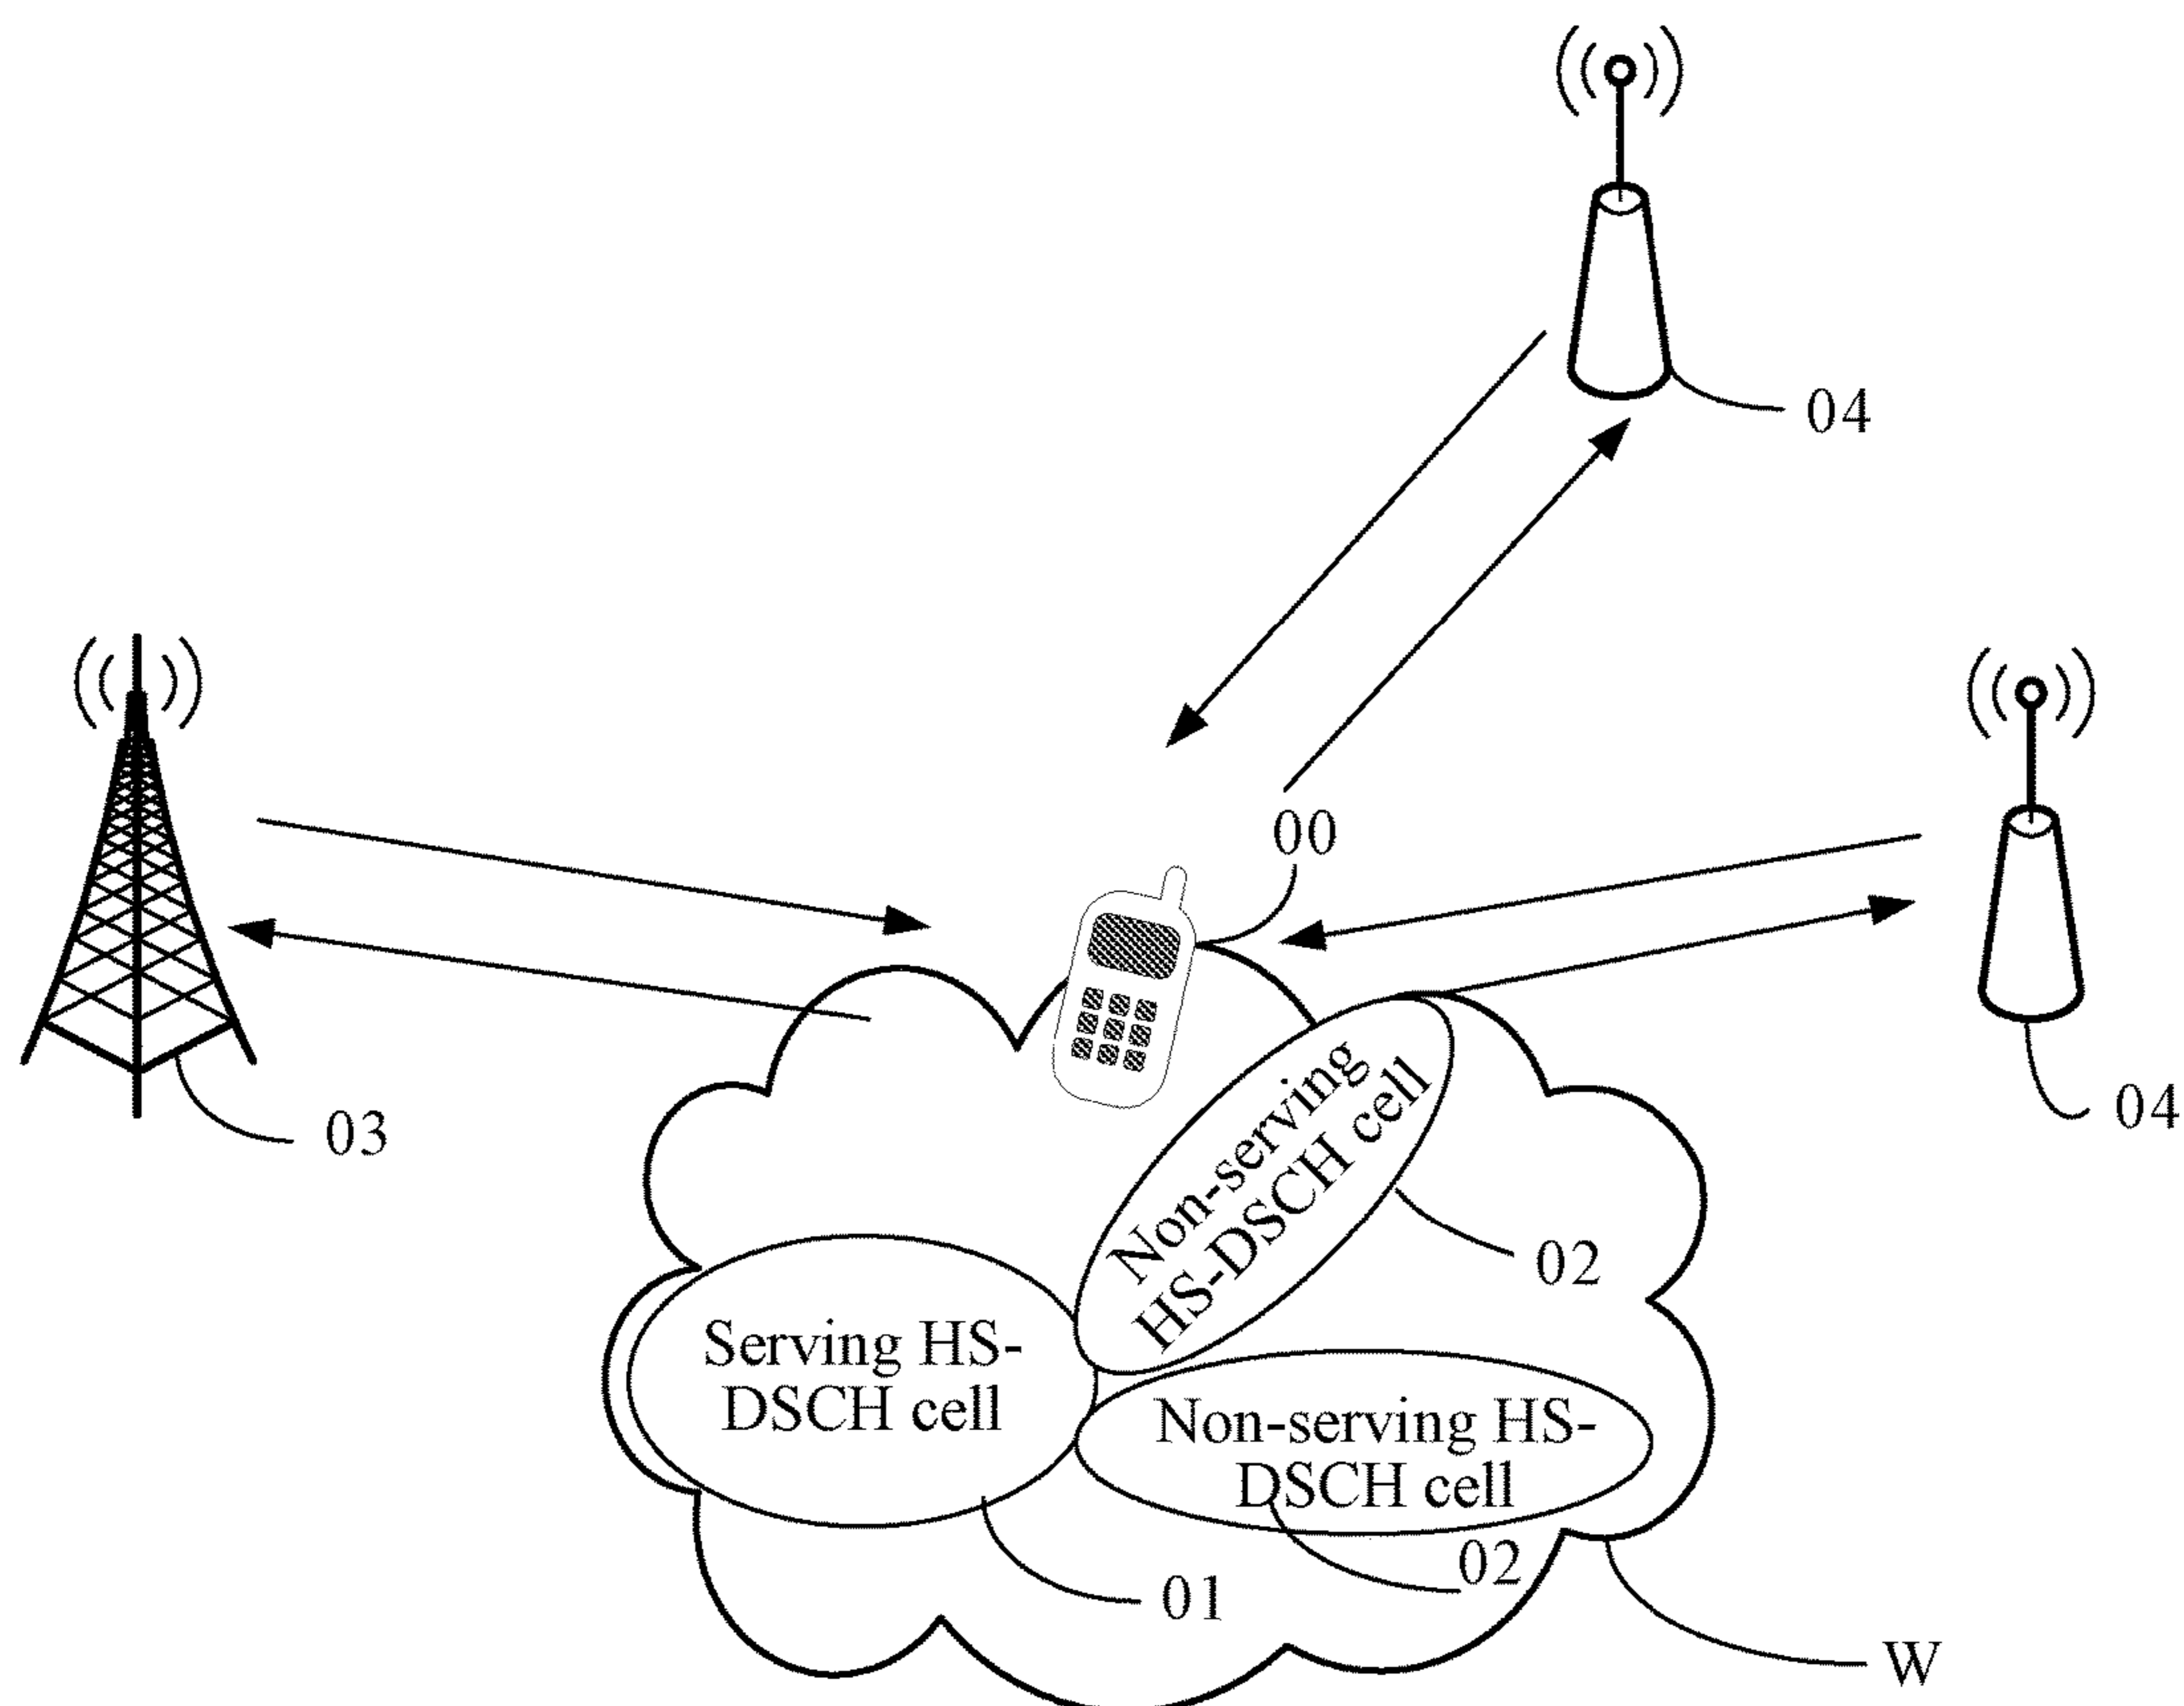 04
00
04
03
Non-serving
HS-DSCH cell
02
Serving HS-
DSCH cell
Non-serving HS-
DSCH cell
02
01
W